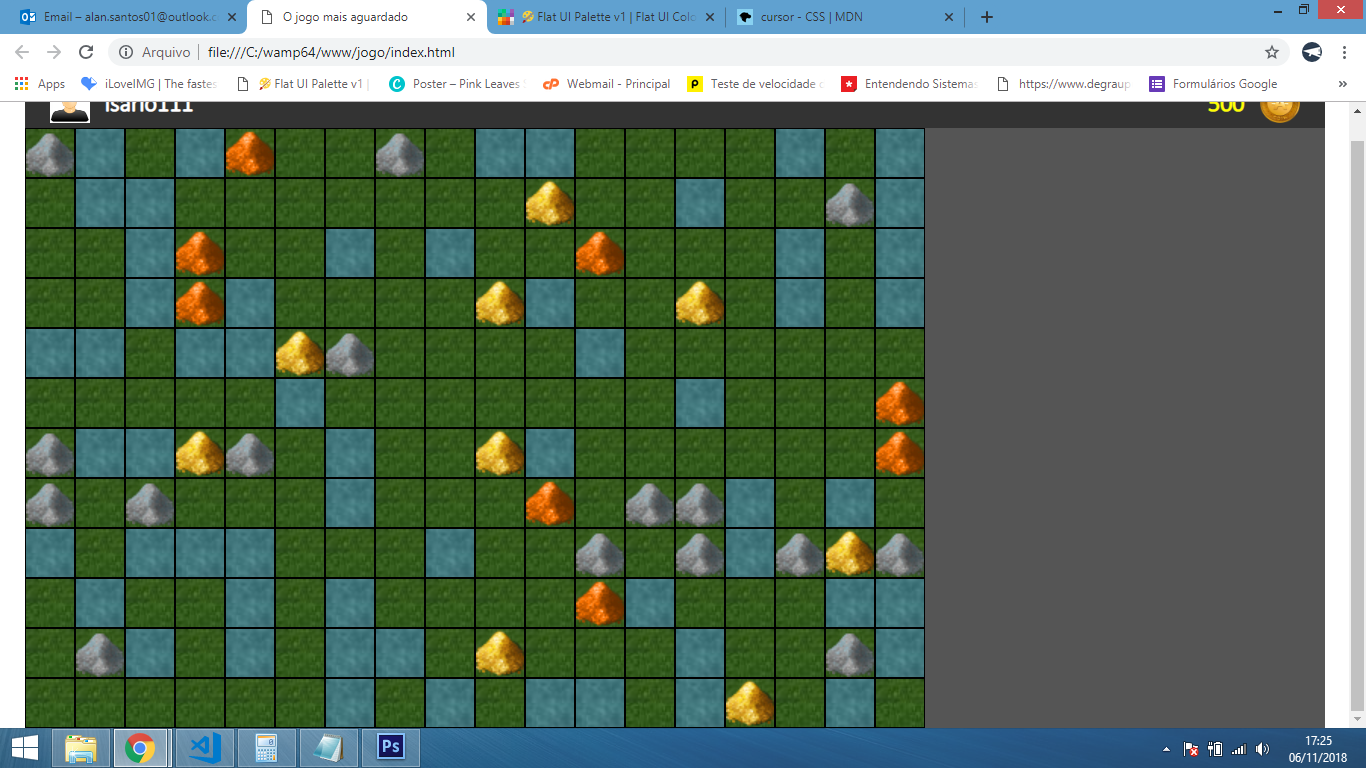 Email – alan.santos01@outlook.c
O jogo mais aguardado
Flat UI Palette v1 | Flat UI Colo
cursor - CSS | MDN
Arquivo
file:///C:/wamp64/www/jogo/index.html
Apps
iLoveIMG | The fastes
Flat UI Palette v1 |
Poster – Pink Leaves
Webmail - Principal
Teste de velocidade
Entendendo Sistemas
https://www.degraup
Formulários Google
»
500
Ps
17:25
06/11/2018